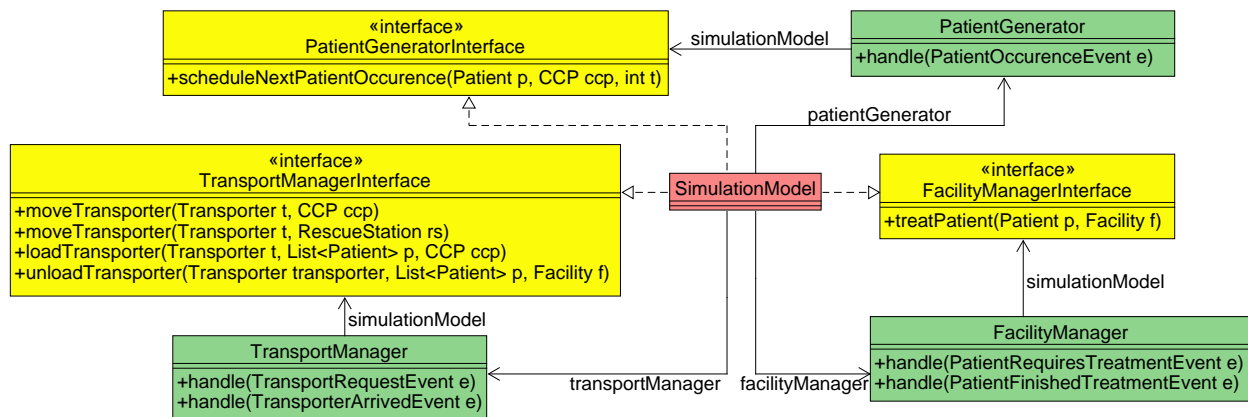 «interface»
PatientGeneratorInterface
+scheduleNextPatientOccurence(Patient p, CCP ccp, int t)
simulationModel
PatientGenerator
+handle(PatientOccurenceEvent e)
patientGenerator
«interface»
TransportManagerInterface
+moveTransporter(Transporter t, CCP ccp)
+moveTransporter(Transporter t, RescueStation rs)
+loadTransporter(Transporter t, List<Patient> p, CCP ccp)
+unloadTransporter(Transporter transporter, List<Patient> p, Facility f)
SimulationModel
«interface»
FacilityManagerInterface
+treatPatient(Patient p, Facility f)
simulationModel
simulationModel
TransportManager
+handle(TransportRequestEvent e)
+handle(TransporterArrivedEvent e)
transportManager
facilityManager
FacilityManager
+handle(PatientRequiresTreatmentEvent e)
+handle(PatientFinishedTreatmentEvent e)